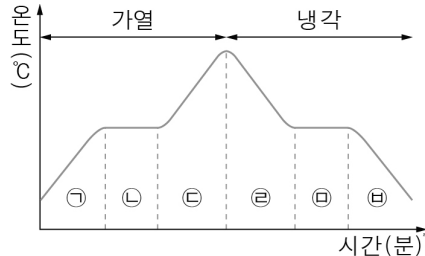 가열
냉각
온도(℃)
㉠ ㉡ ㉢ ㉣ ㉤ ㉥
시간(분)